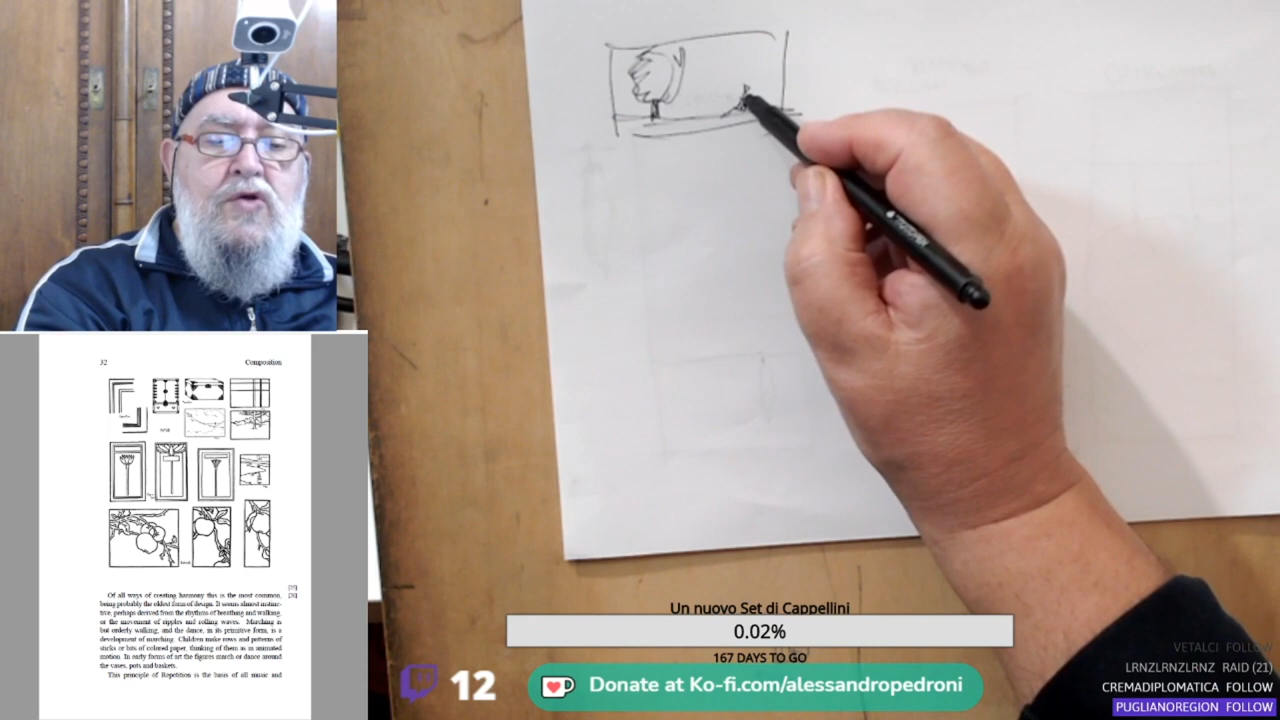 32 Composition
[25]
Of all ways of creating harmony this is the most common,
being probably the oldest form of design. It seems almost instinc-
tive, perhaps derived from the rhythms of breathing and walking,
or the movement of ripples and rolling waves. Marching is
but orderly walking, and the dance, in its primitive form, is a
development of marching. Children make rows and patterns of
sticks or bits of colored paper, thinking of them as in animated
motion. In early forms of art the figures march or dance around
the vases, pots and baskets.
This principle of Repetition is the basis of all music and
Un nuovo Set di Cappellini
0.02%
167 DAYS TO GO
12
Donate at Ko-fi.com/alessandropedroni
VETALCI FOLLOW
LRNZLRNZLRNZ RAID (21)
CREMADIPLOMATICA FOLLOW
PUGLIANOREGION FOLLOW